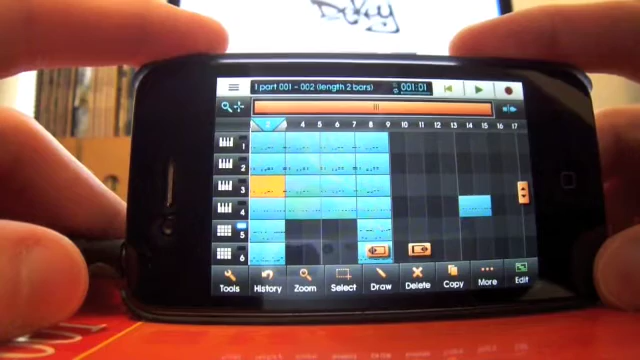 Dcky
1 part 001 - 002 (length 2 bars) 001:01
4 5 6 7 8 9 10 11 12 13 14 15 16 17
1
2
3
4
5
6
Tools History Zoom Select Draw Delete Copy More Edit